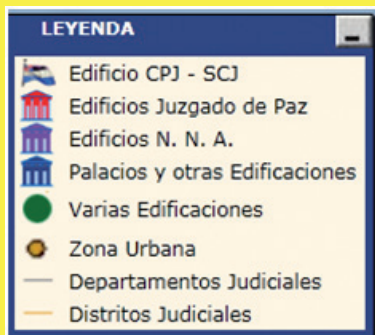 LEYENDA
Edificio CPJ - SCJ
Edificios Juzgado de Paz
Edificios N. N. A.
Palacios y otras Edificaciones
Varias Edificaciones
Zona Urbana
Departamentos Judiciales
Distritos Judiciales